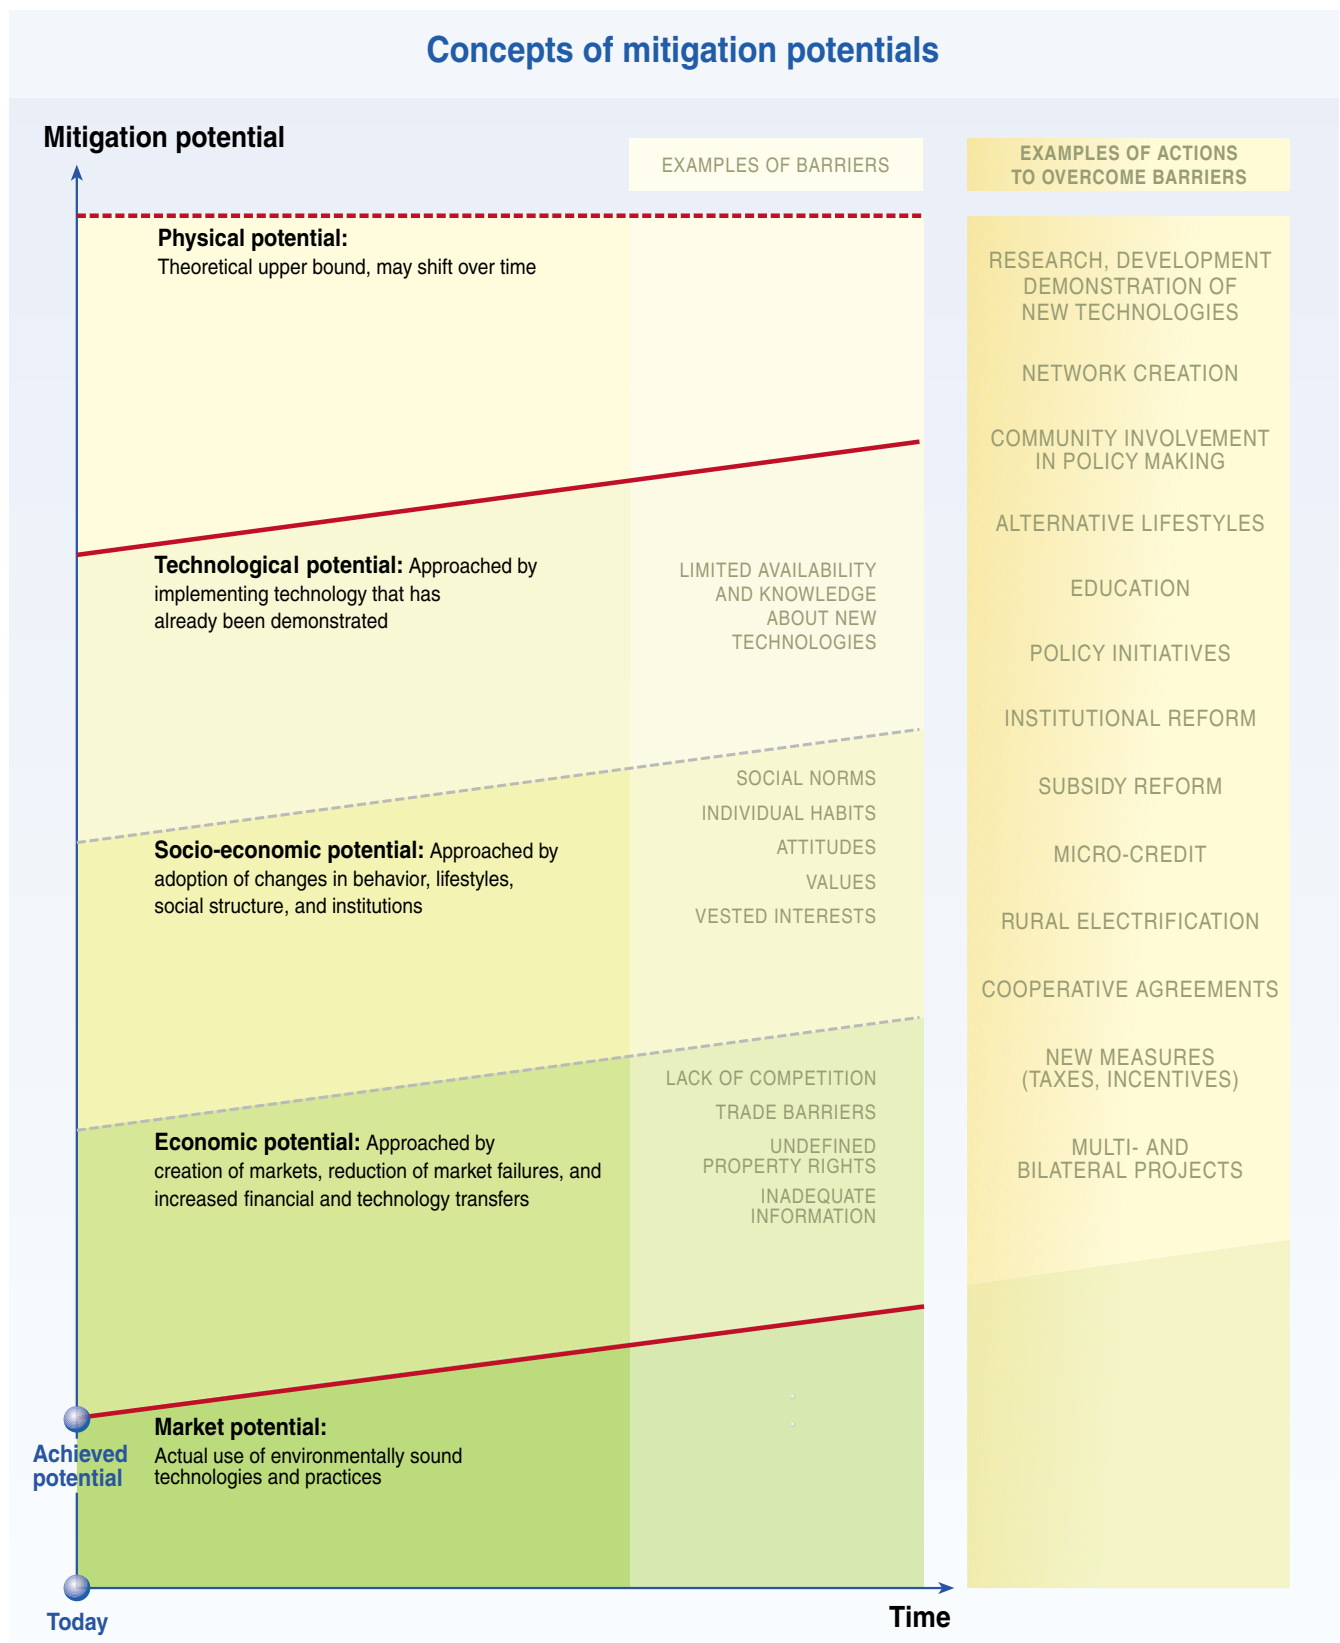 Concepts of mitigation potentials
Mitigation potential
EXAMPLES OF BARRIERS
EXAMPLES OF ACTIONS
TO OVERCOME BARRIERS
Physical potential:
Theoretical upper bound, may shift over time
Technological potential: Approached by
implementing technology that has
already been demonstrated
LIMITED AVAILABILITY
AND KNOWLEDGE
ABOUT NEW
TECHNOLOGIES
Socio-economic potential: Approached by
adoption of changes in behavior, lifestyles,
social structure, and institutions
SOCIAL NORMS
INDIVIDUAL HABITS
ATTITUDES
VALUES
VESTED INTERESTS
Economic potential: Approached by
creation of markets, reduction of market failures, and
increased financial and technology transfers
LACK OF COMPETITION
TRADE BARRIERS
UNDEFINED
PROPERTY RIGHTS
INADEQUATE
INFORMATION
Market potential:
Actual use of environmentally sound
technologies and practices
Achieved
potential
Today
Time
RESEARCH, DEVELOPMENT
DEMONSTRATION OF
NEW TECHNOLOGIES
NETWORK CREATION
COMMUNITY INVOLVEMENT
IN POLICY MAKING
ALTERNATIVE LIFESTYLES
EDUCATION
POLICY INITIATIVES
INSTITUTIONAL REFORM
SUBSIDY REFORM
MICRO-CREDIT
RURAL ELECTRIFICATION
COOPERATIVE AGREEMENTS
NEW MEASURES
(TAXES, INCENTIVES)
MULTI- AND
BILATERAL PROJECTS